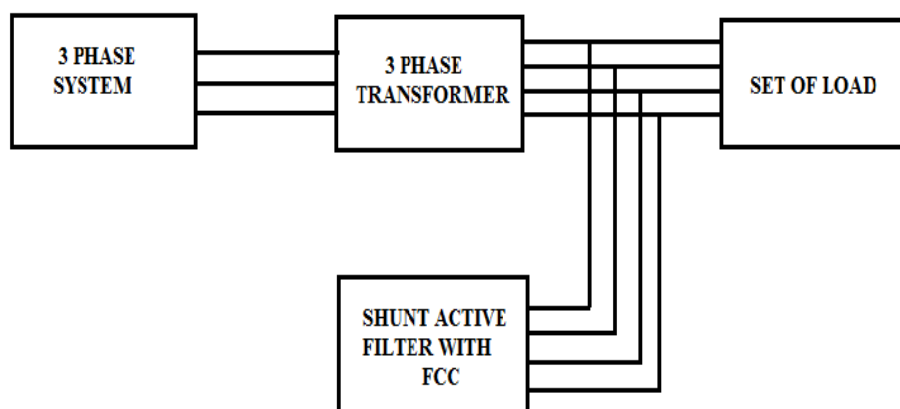 3 PHASE
SYSTEM
3 PHASE
TRANSFORMER
SET OF LOAD
SHUNT ACTIVE
FILTER WITH
FCC